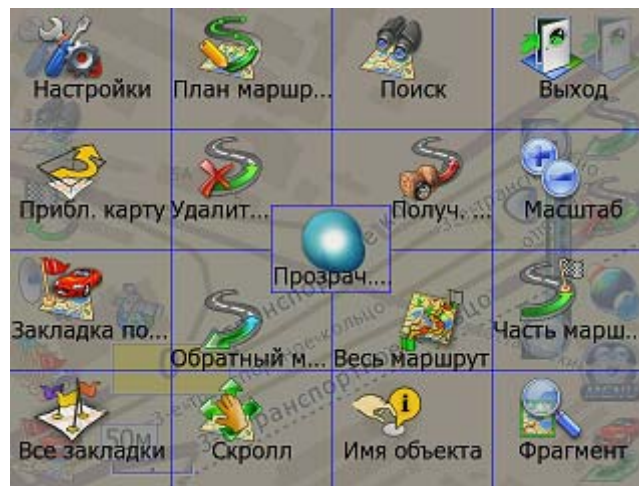 Настройки
План маршр...
Поиск
Выход
Прибл. карту
Удалит...
Получ. ...
Масштаб
Прозрач....
Закладка по...
Обратный м...
Весь маршрут
Часть марш...
Все закладки
50м
Скролл
Имя объекта
Фрагмент